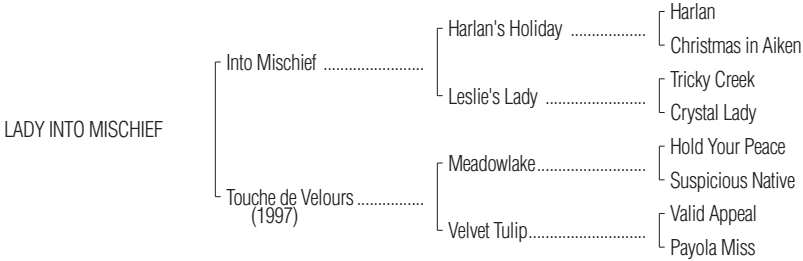 Harlan
Harlan's Holiday ..................
Christmas in Aiken
Into Mischief ........................
Tricky Creek
Leslie's Lady ........................
Crystal Lady
LADY INTO MISCHIEF
Hold Your Peace
Meadowlake..........................
Suspicious Native
Touche de Velours ................
(1997)
Valid Appeal
Velvet Tulip............................
Payola Miss